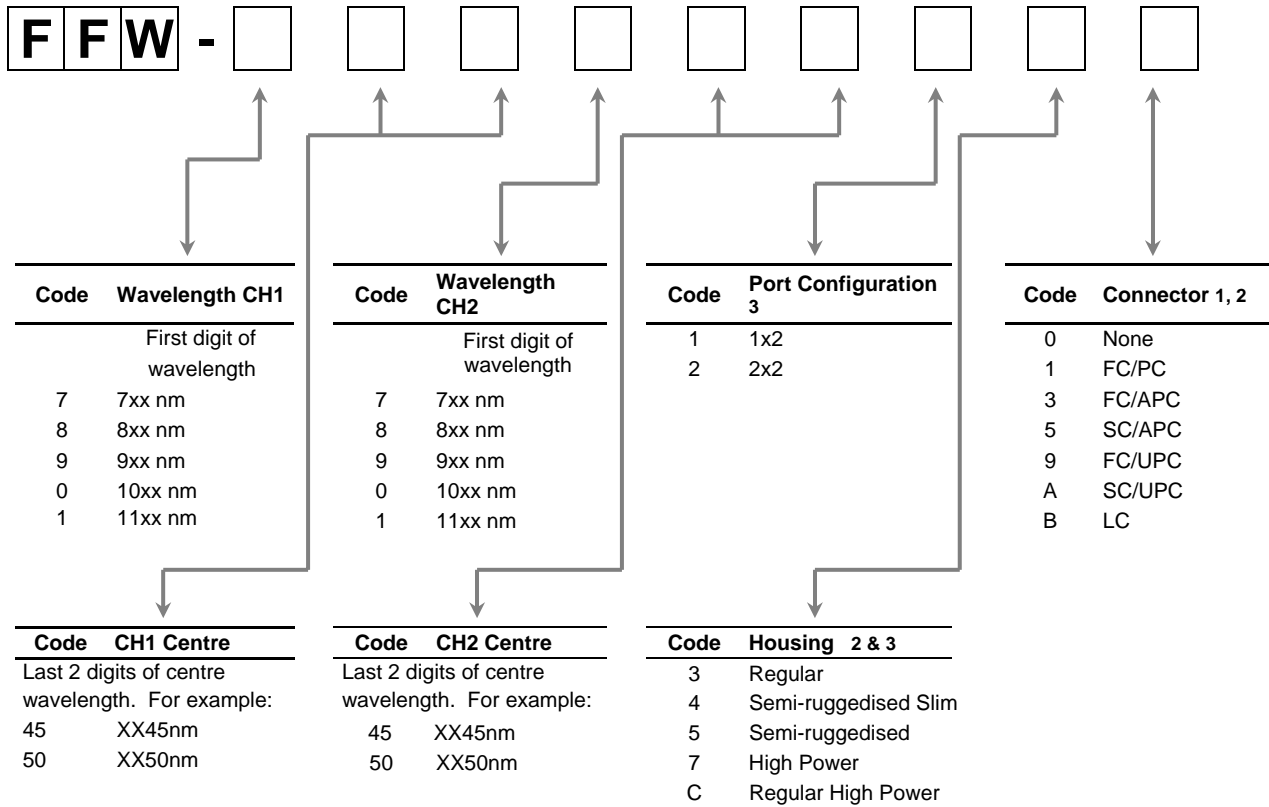 FFW -
Code Wavelength CH1
First digit of
wavelength
7 7xx nm
8 8xx nm
9 9xx nm
0 10xx nm
1 11xx nm
Code Wavelength
CH2
First digit of
wavelength
7 7xx nm
8 8xx nm
9 9xx nm
0 10xx nm
1 11xx nm
Code Port Configuration
3
1 1x2
2 2x2
Code Connector 1, 2
0 None
1 FC/PC
3 FC/APC
5 SC/APC
9 FC/UPC
A SC/UPC
B LC
Code CH1 Centre
Last 2 digits of centre
wavelength. For example:
45 XX45nm
50 XX50nm
Code CH2 Centre
Last 2 digits of centre
wavelength. For example:
45 XX45nm
50 XX50nm
Code Housing 2 & 3
3 Regular
4 Semi-ruggedised Slim
5 Semi-ruggedised
7 High Power
C Regular High Power